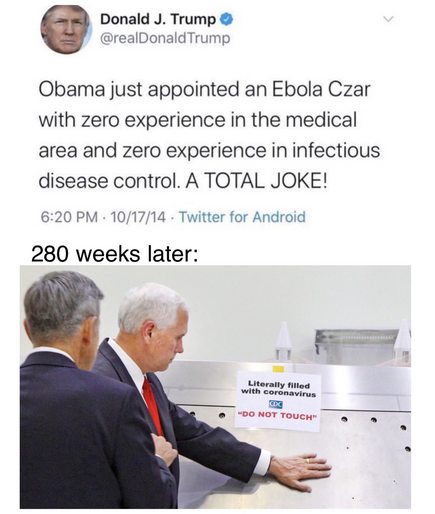 Donald J. Trump
@realDonaldTrump
Obama just appointed an Ebola Czar
with zero experience in the medical
area and zero experience in infectious
disease control. A TOTAL JOKE!
6:20 PM · 10/17/14 · Twitter for Android
280 weeks later:
Literally filled
with coronavirus
CDC
"DO NOT TOUCH"